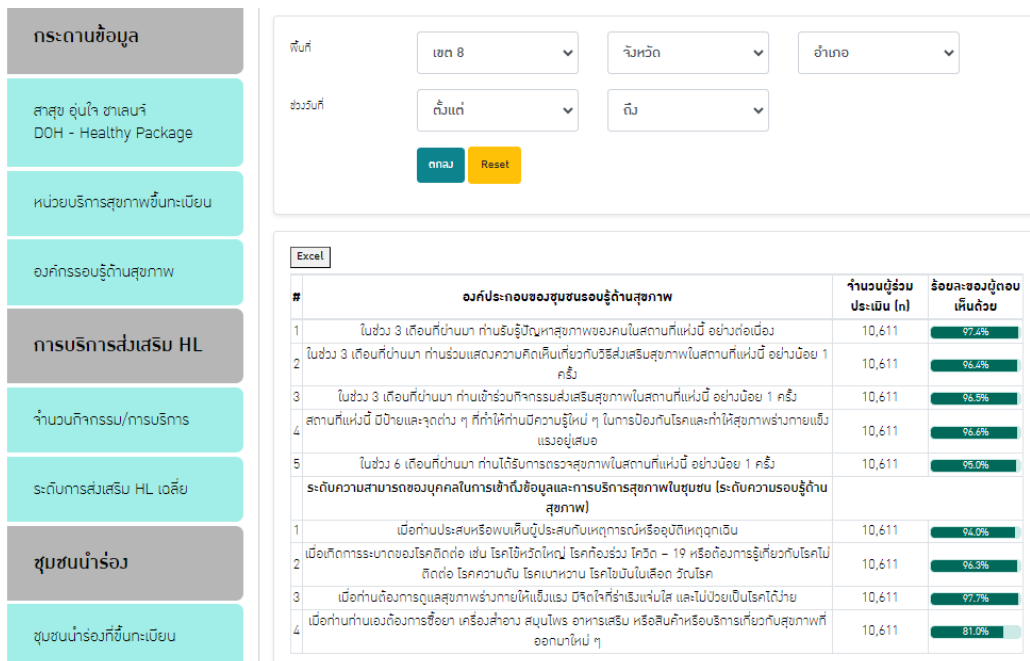 กระดานข้อมูล
สาสุข อุ่นใจ ชาเลนจ์
DOH - Healthy Package
หน่วยบริการสุขภาพขึ้นทะเบียน
องค์กรรอบรู้ด้านสุขภาพ
การบริการส่งเสริม HL
จำนวนกิจกรรม/การบริการ
ระดับการส่งเสริม HL เฉลี่ย
ชุมชนนำร่อง
ชุมชนนำร่องที่ขึ้นทะเบียน
พื้นที่ เขต 8 จังหวัด อำเภอ
ช่วงวันที่ ตั้งแต่ ถึง
ตกลง Reset
Excel
# องค์ประกอบของชุมชนรอบรู้ด้านสุขภาพ จำนวนผู้ร่วม ร้อยละของผู้ตอบ
ประเมิน (n) เห็นด้วย
1 ในช่วง 3 เดือนที่ผ่านมา ท่านรับรู้ปัญหาสุขภาพของคนในสถานที่แห่งนี้ อย่างต่อเนื่อง 10,611 97.4%
2 ในช่วง 3 เดือนที่ผ่านมา ท่านร่วมแสดงความคิดเห็นเกี่ยวกับวิธีส่งเสริมสุขภาพในสถานที่แห่งนี้ อย่างน้อย 1 10,611 96.4%
ครั้ง
3 ในช่วง 3 เดือนที่ผ่านมา ท่านเข้าร่วมกิจกรรมส่งเสริมสุขภาพในสถานที่แห่งนี้ อย่างน้อย 1 ครั้ง 10,611 96.5%
4 สถานที่แห่งนี้ มีป้ายและจุดต่าง ๆ ที่ทำให้ท่านมีความรู้ใหม่ ๆ ในการป้องกันโรคและทำให้สุขภาพร่างกายแข็ง 10,611 96.6%
แรงอยู่เสมอ
5 ในช่วง 6 เดือนที่ผ่านมา ท่านได้รับการตรวจสุขภาพในสถานที่แห่งนี้ อย่างน้อย 1 ครั้ง 10,611 95.0%
ระดับความสามารถของบุคคลในการเข้าถึงข้อมูลและการบริการสุขภาพในชุมชน (ระดับความรอบรู้ด้าน
สุขภาพ)
1 เมื่อท่านประสบหรือพบเห็นผู้ประสบกับเหตุการณ์หรืออุบัติเหตุฉุกเฉิน 10,611 94.0%
2 เมื่อเกิดการระบาดของโรคติดต่อ เช่น โรคไข้หวัดใหญ่ โรคท้องร่วง โควิด – 19 หรือต้องการรู้เกี่ยวกับโรคไม่ 10,611 96.3%
ติดต่อ โรคความดัน โรคเบาหวาน โรคไขมันในเลือด วัณโรค
3 เมื่อท่านต้องการดูแลสุขภาพร่างกายให้แข็งแรง มีจิตใจที่ร่าเริงแจ่มใส และไม่ป่วยเป็นโรคได้ง่าย 10,611 97.7%
4 เมื่อท่านท่านเองต้องการซื้อยา เครื่องสำอาง สมุนไพร อาหารเสริม หรือสินค้าหรือบริการเกี่ยวกับสุขภาพที่ 10,611 81.0%
ออกมาใหม่ ๆ